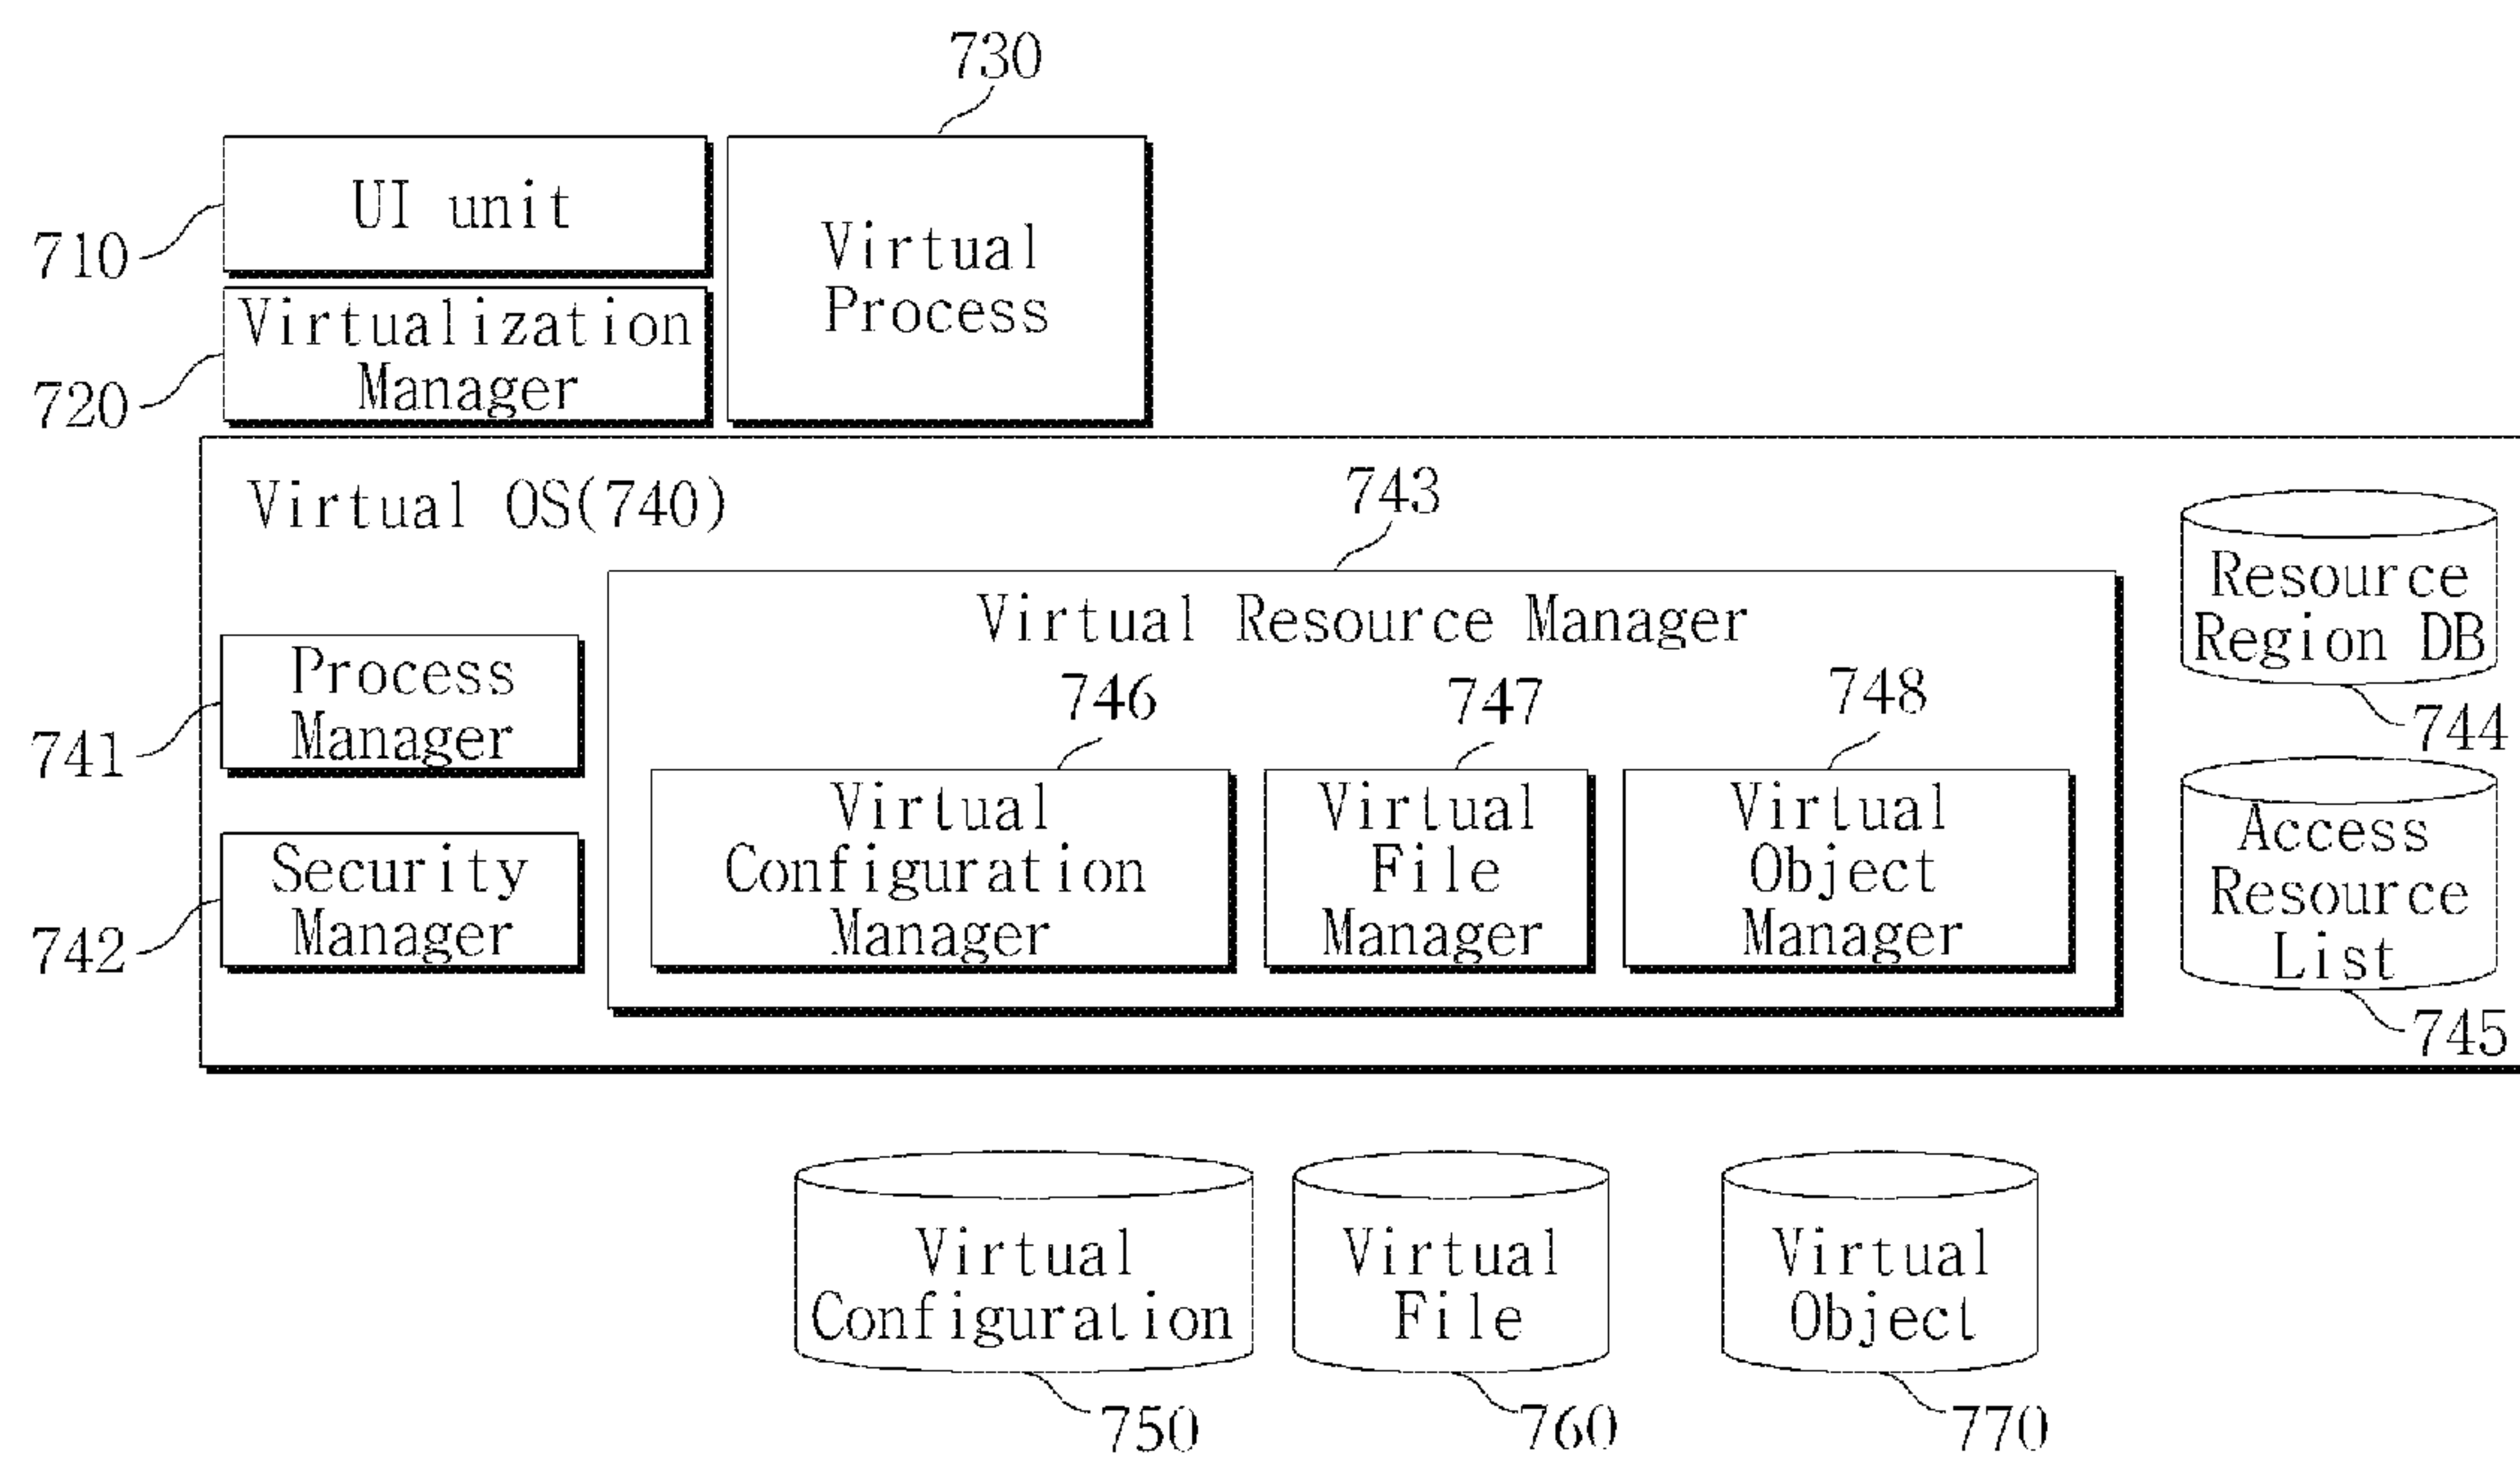 730
UI unit
710
Virtual
Process
Virtualization
Manager
720
Virtual OS(740)
743
Virtual Resource Manager
Resource
Region DB
744
Process
Manager
741
746
747
748
Virtual
Configuration
Manager
Virtual
File
Manager
Virtual
Object
Manager
Access
Resource
List
745
Security
Manager
742
Virtual
Configuration
750
Virtual
File
760
Virtual
Object
770